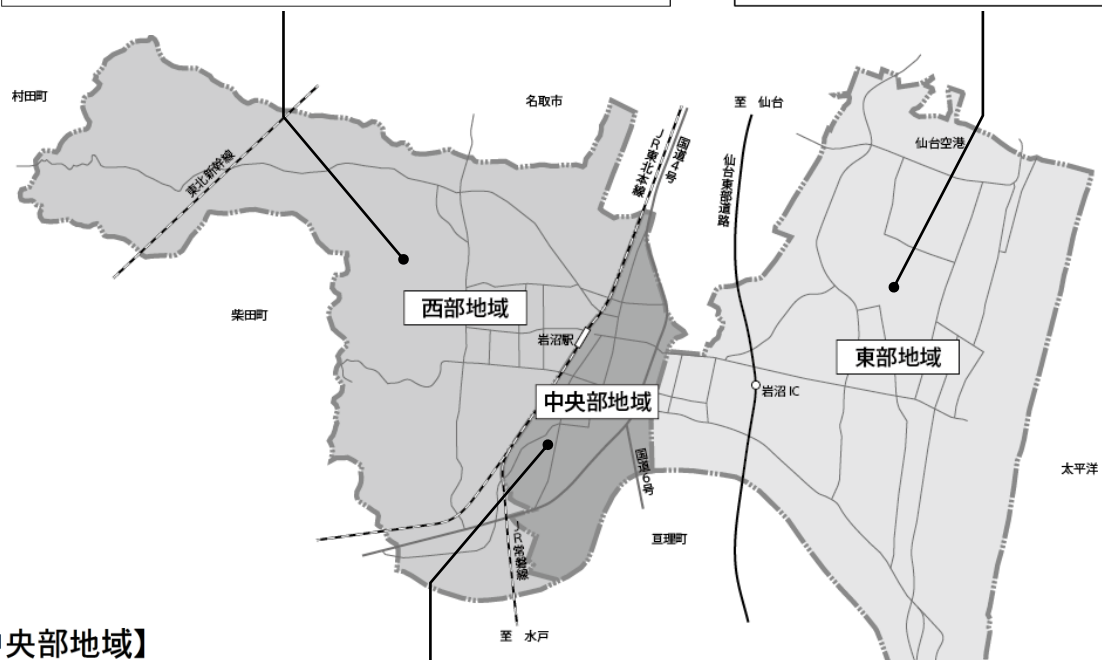 村田町
名取市
至　仙台
仙台空港
国道4号
JR東北本線
仙台東部道路
東北新幹線
西部地域
柴田町
岩沼駅
東部地域
岩沼IC
中央部地域
国道6号
太平洋
亘理町
JR常磐線
至　水戸
央部地域】